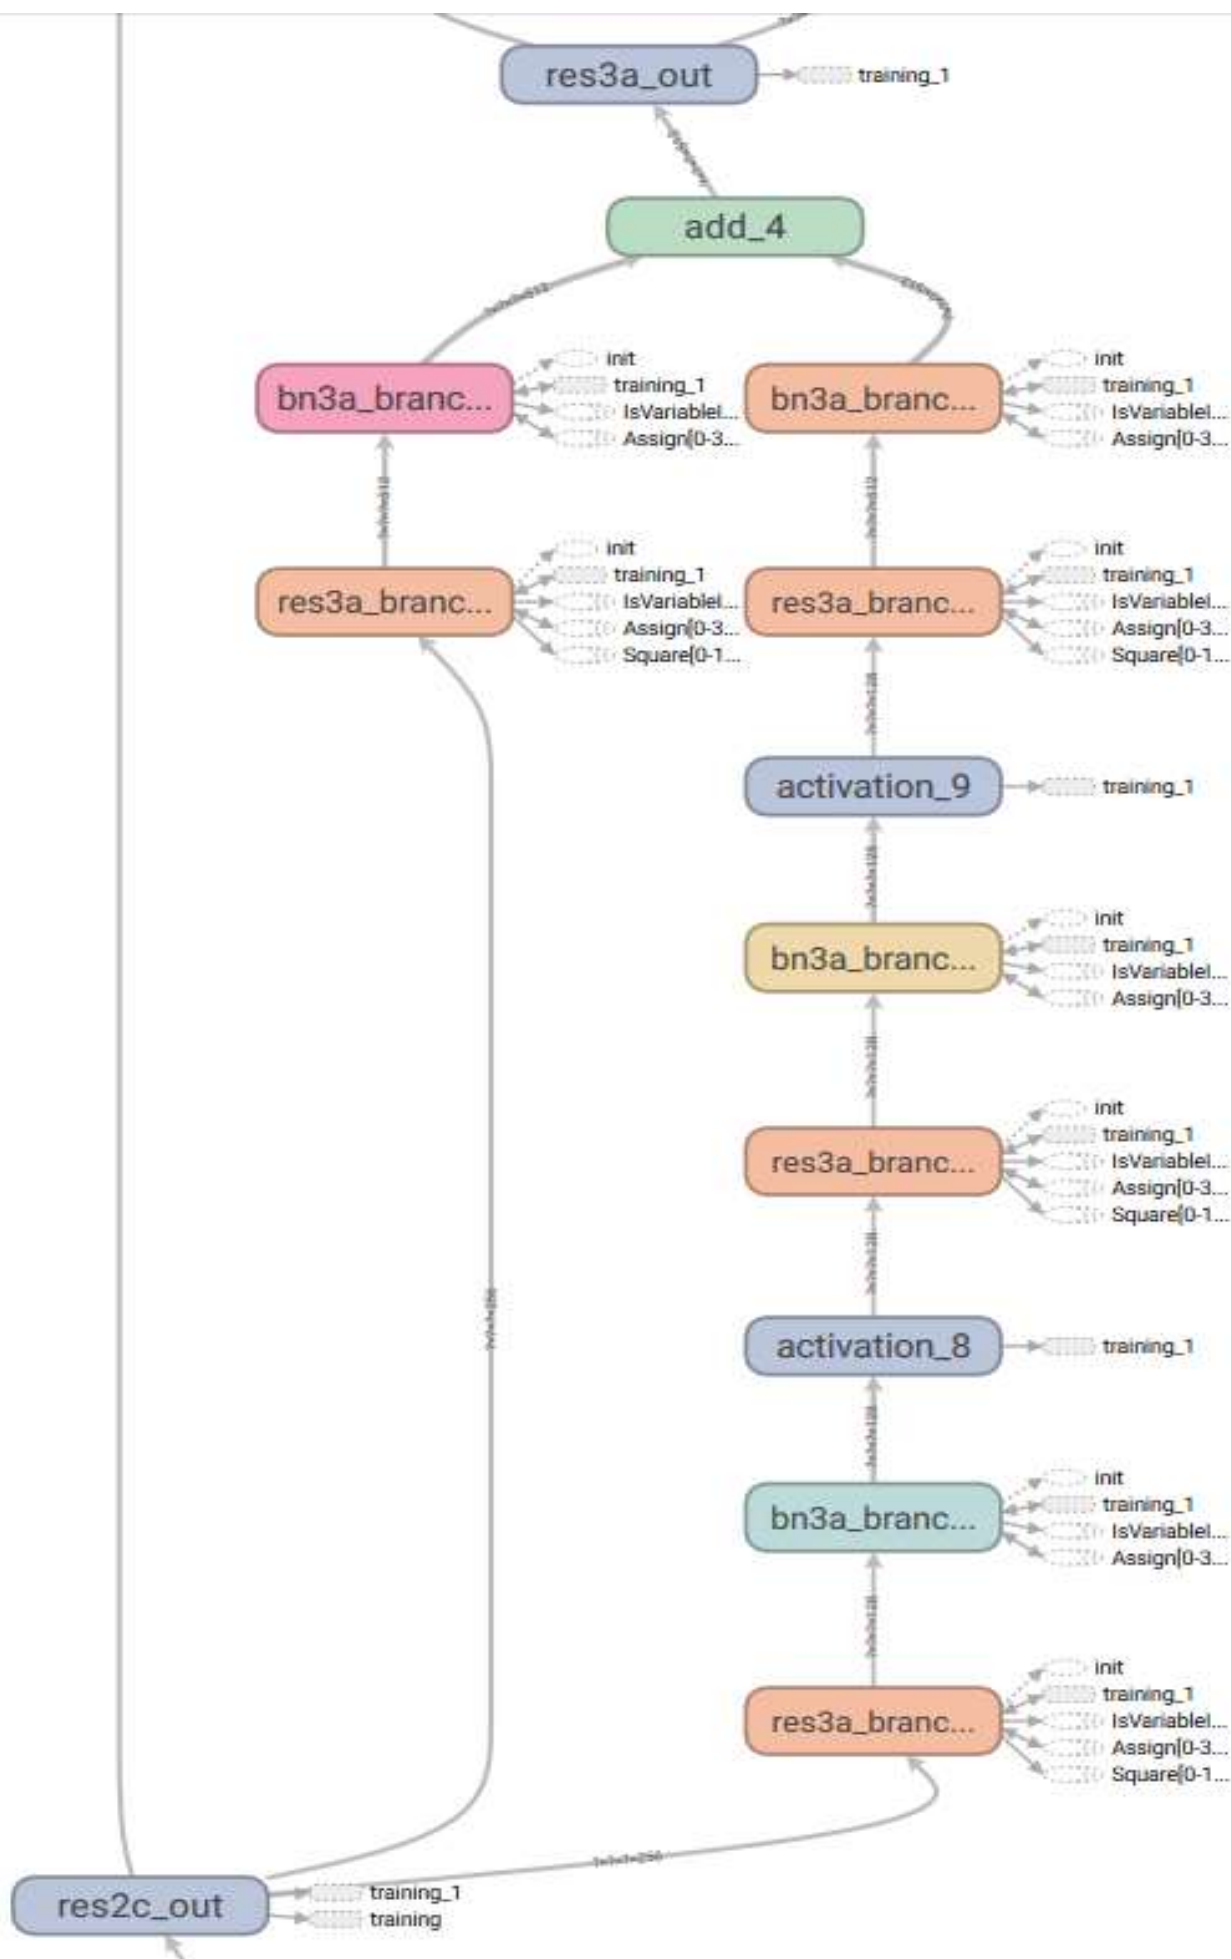 res3a_out training_1
add_4
init
training_1
bn3a_branc... IsVariableI...
Assign[0-3...
init
training_1
bn3a_branc... IsVariableI...
Assign[0-3...
init
training_1
res3a_branc... IsVariableI...
Assign[0-3...
Square[0-1...
init
training_1
res3a_branc... IsVariableI...
Assign[0-3...
Square[0-1...
activation_9 training_1
init
training_1
bn3a_branc... IsVariableI...
Assign[0-3...
init
training_1
res3a_branc... IsVariableI...
Assign[0-3...
Square[0-1...
activation_8 training_1
init
training_1
bn3a_branc... IsVariableI...
Assign[0-3...
init
training_1
res3a_branc... IsVariableI...
Assign[0-3...
Square[0-1...
res2c_out training_1
training